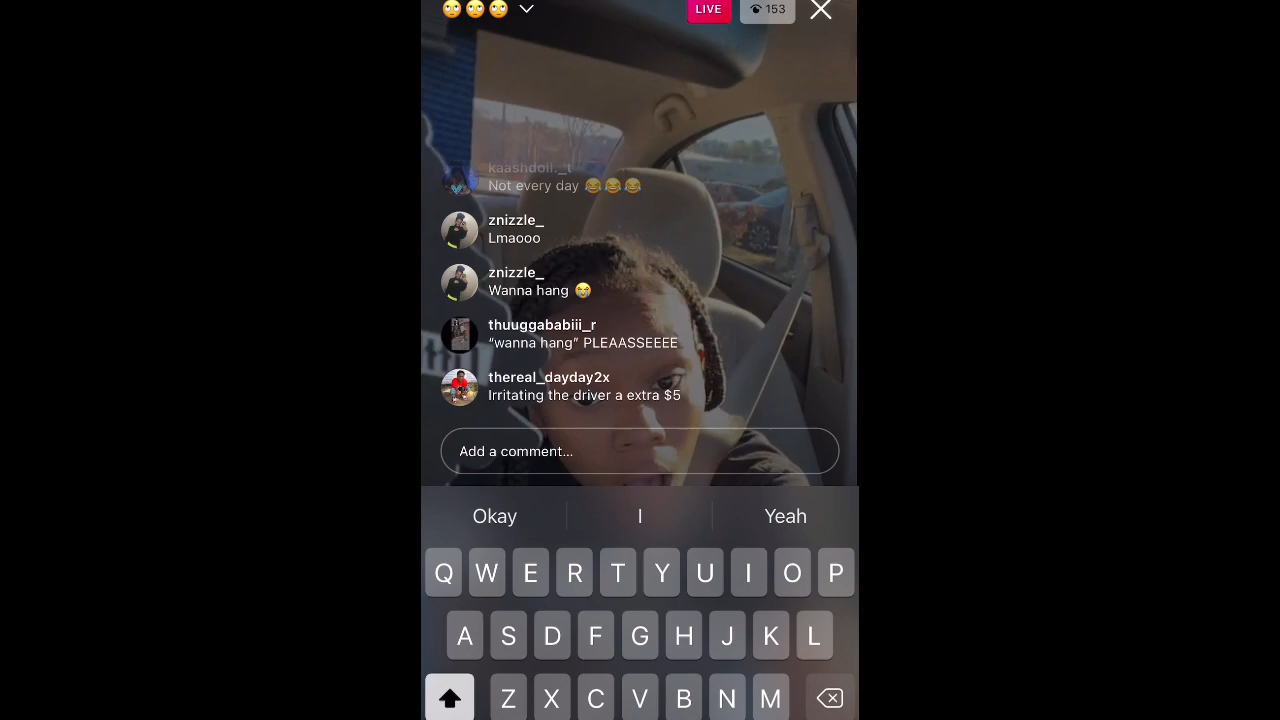 🙄🙄🙄
LIVE
153
kaashdoll._t
Not every day 😂😂😂
znizzle_
Lmaooo
znizzle_
Wanna hang 😭
thuuggababiii_r
“wanna hang” PLEAASSEEEE
thereal_dayday2x
Irritating the driver a extra $5
Add a comment...
Okay I Yeah
Q W E R T Y U I O P
A S D F G H J K L
Z X C V B N M